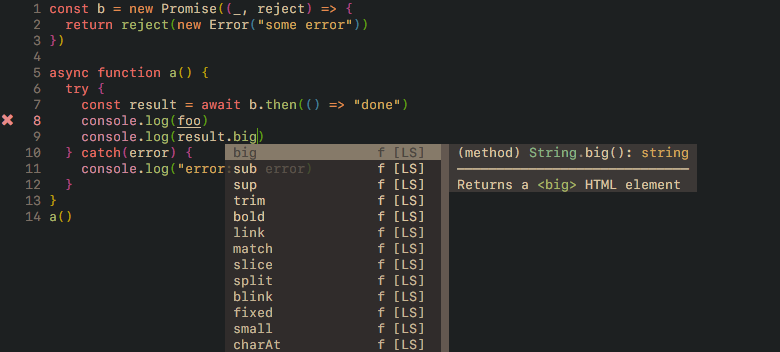 1 const b = new Promise((_, reject) => {
2   return reject(new Error("some error"))
3 })
4
5 async function a() {
6   try {
7     const result = await b.then(() => "done")
8     console.log(foo)
9     console.log(result.big)
10   } catch(error) {
11     console.log("error: error)
12   }
13 }
14 a()
big f [LS]
sub f [LS]
sup f [LS]
trim f [LS]
bold f [LS]
link f [LS]
match f [LS]
slice f [LS]
split f [LS]
blink f [LS]
fixed f [LS]
small f [LS]
charAt f [LS]
(method) String.big(): string
Returns a <big> HTML element